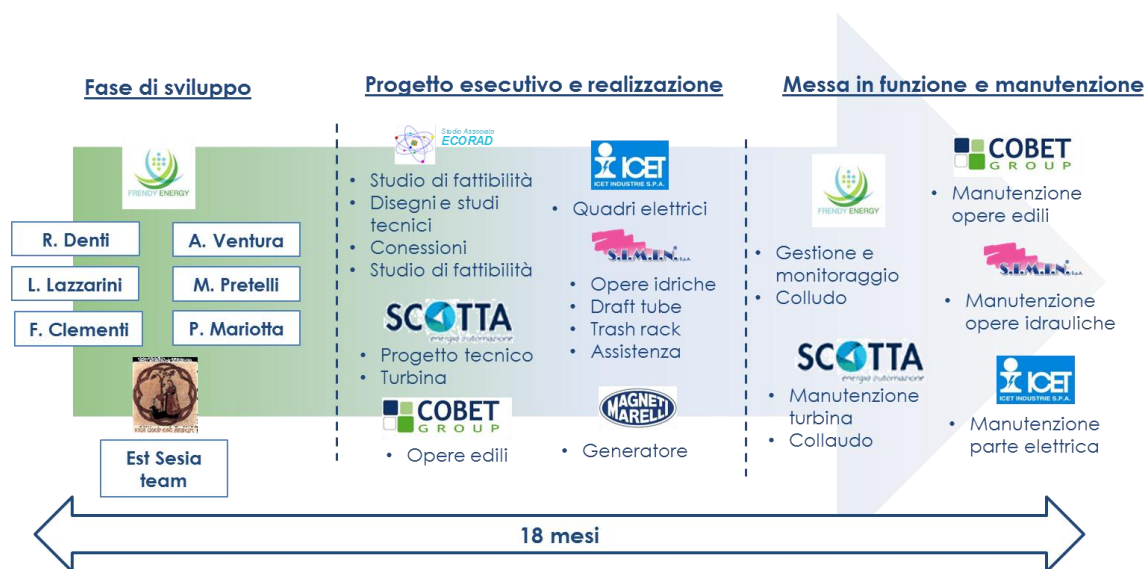 Fase di sviluppo
FRENDY ENERGY
R. Denti
A. Ventura
L. Lazzarini
M. Pretelli
F. Clementi
P. Mariotta
Est Sesia
team
Progetto esecutivo e realizzazione
Studio Associato
ECORAD
• Studio di fattibilità
• Disegni e studi
tecnici
• Conessioni
• Studio di fattibilità
SCOTTA
energia automazione
• Progetto tecnico
• Turbina
COBET
GROUP
• Opere edili
ICET
ICET INDUSTRIE S.P.A.
• Quadri elettrici
S.I.M.I.N.
• Opere idriche
• Draft tube
• Trash rack
• Assistenza
MAGNETI
MARELLI
• Generatore
Messa in funzione e manutenzione
FRENDY ENERGY
• Gestione e
monitoraggio
• Colludo
SCOTTA
energia automazione
• Manutenzione
turbina
• Collaudo
COBET
GROUP
• Manutenzione
opere edili
S.I.M.I.N.
• Manutenzione
opere idrauliche
ICET
ICET INDUSTRIE S.P.A.
• Manutenzione
parte elettrica
18 mesi